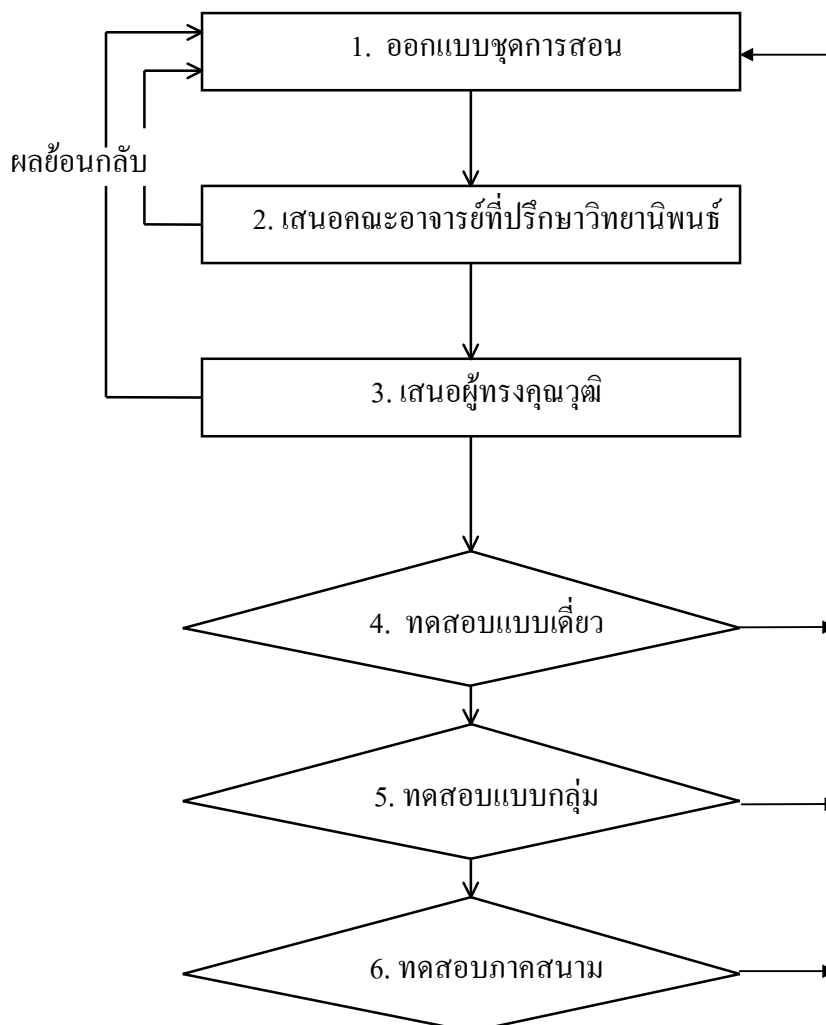 1. ออกแบบชุดการสอน
ผลย้อนกลับ
2. เสนอคณะอาจารย์ที่ปรึกษาวิทยานิพนธ์
3. เสนอผู้ทรงคุณวุฒิ
4. ทดสอบแบบเดี่ยว
5. ทดสอบแบบกลุ่ม
6. ทดสอบภาคสนาม